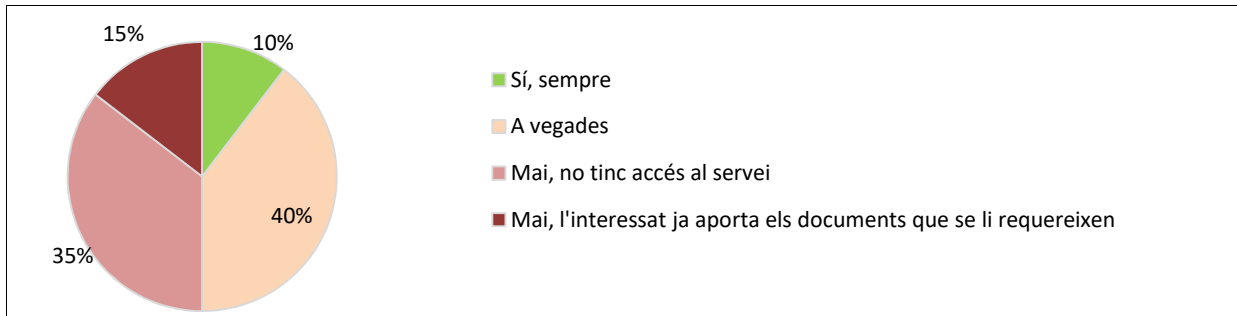 15%
10%
40%
35%
Sí, sempre
A vegades
Mai, no tinc accés al servei
Mai, l'interessat ja aporta els documents que se li requereixen